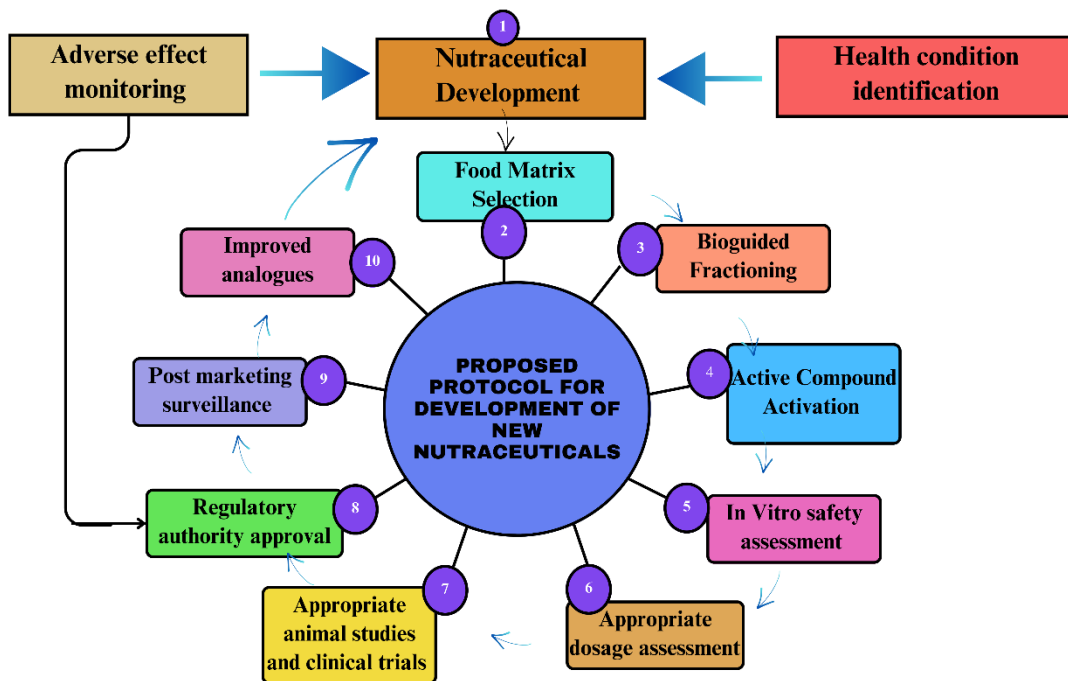 1
Adverse effect
monitoring
Nutraceutical
Development
Health condition
identification
Food Matrix
Selection
2
3
Bioguided
Fractioning
4
Active Compound
Activation
5
In Vitro safety
assessment
6
Appropriate
dosage assessment
7
Appropriate
animal studies
and clinical trials
8
Regulatory
authority approval
9
Post marketing
surveillance
10
Improved
analogues
PROPOSED
PROTOCOL FOR
DEVELOPMENT OF
NEW
NUTRACEUTICALS